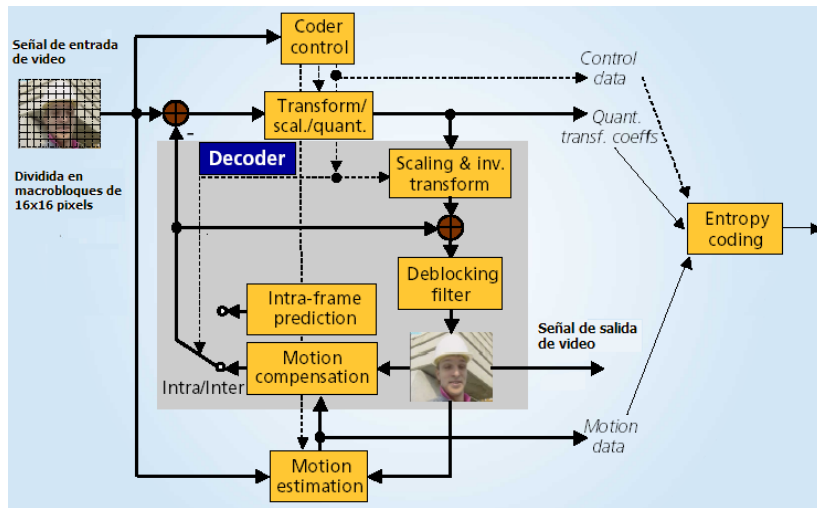 Señal de entrada
de video
Coder
control
Control
data
Transform/
scal./quant.
Quant.
transf. coeffs
-
Decoder
Scaling & inv.
transform
Dividida en
macrobloques de
16x16 pixels
Entropy
coding
Deblocking
filter
Intra-frame
prediction
Señal de salida
de video
Motion
compensation
Intra/Inter
Motion
data
Motion
estimation